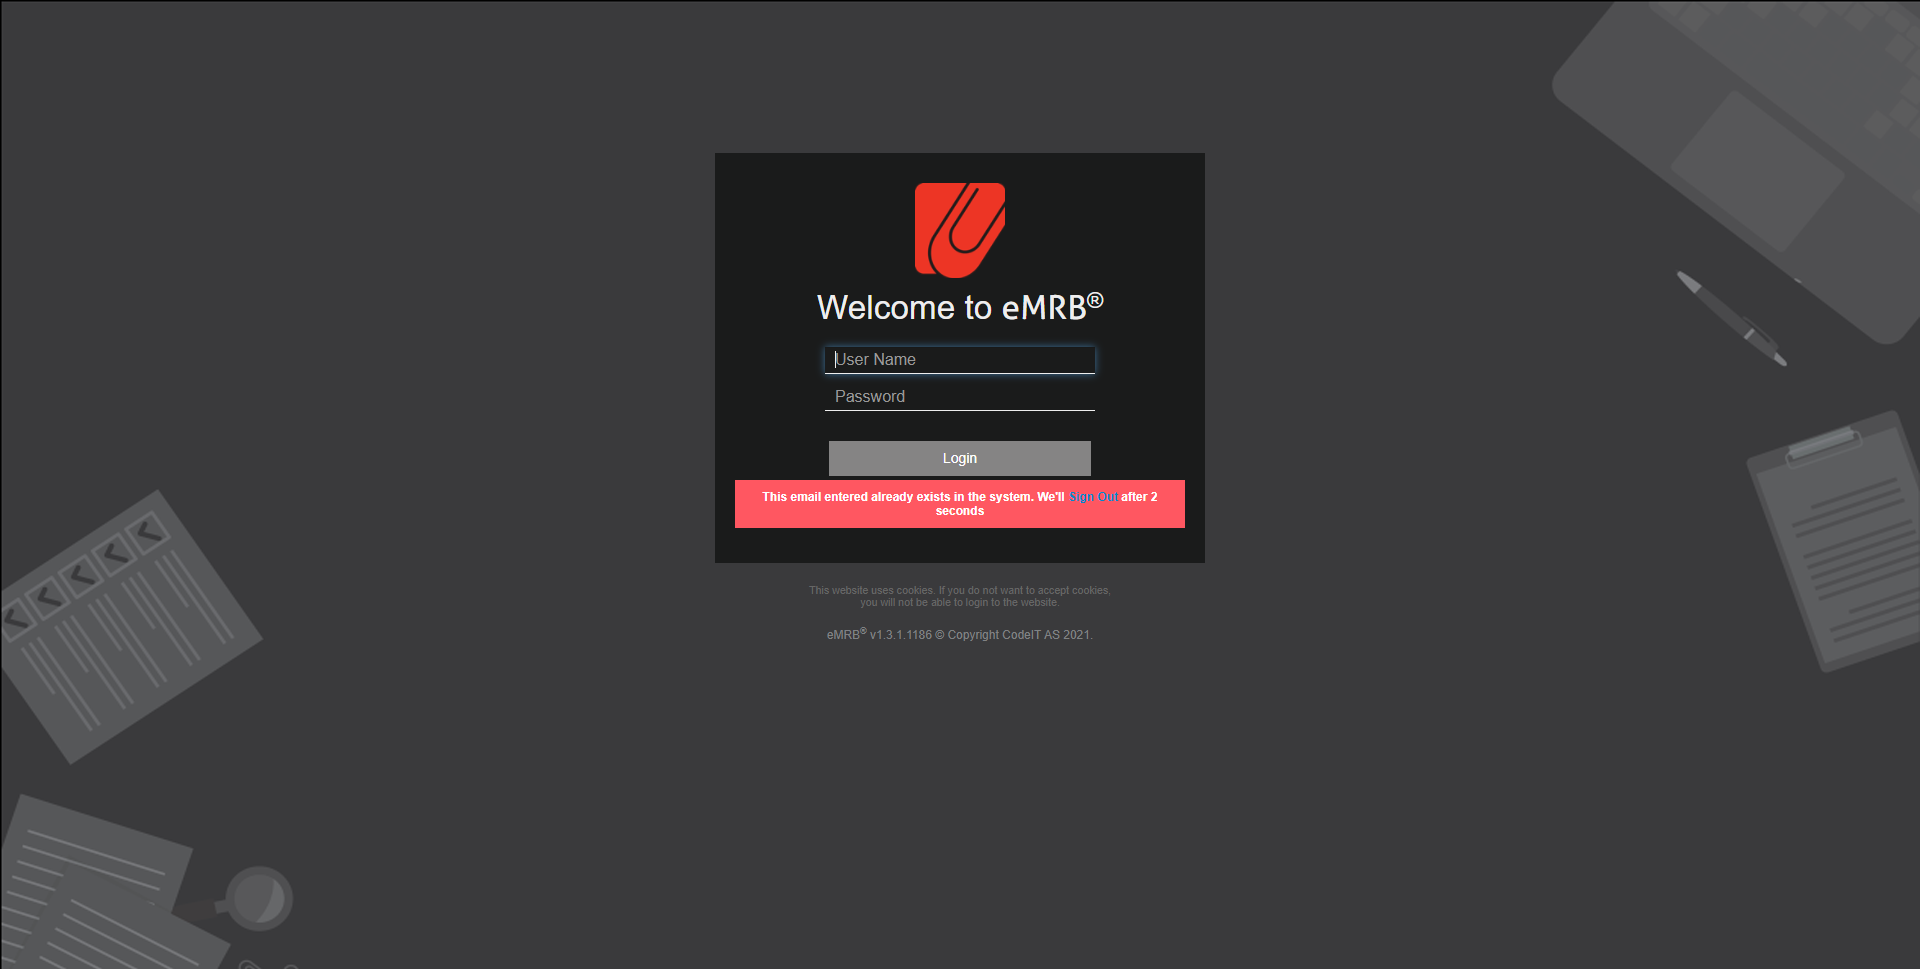 Welcome to eMRB®
User Name
Password
Login
This email entered already exists in the system. We'll Sign Out after 2
seconds
This website uses cookies. If you do not want to accept cookies,
you will not be able to login to the website.
eMRB® v1.3.1.1186 © Copyright CodeIT AS 2021.